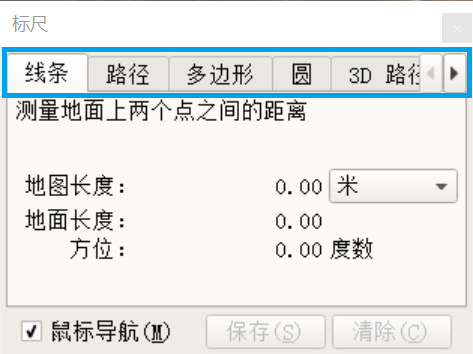 标尺
线条 路径 多边形 圆 3D 路径
测量地面上两个点之间的距离
地图长度: 0.00 米
地面长度: 0.00
方位: 0.00 度数
鼠标导航(M) 保存(S) 清除(C)